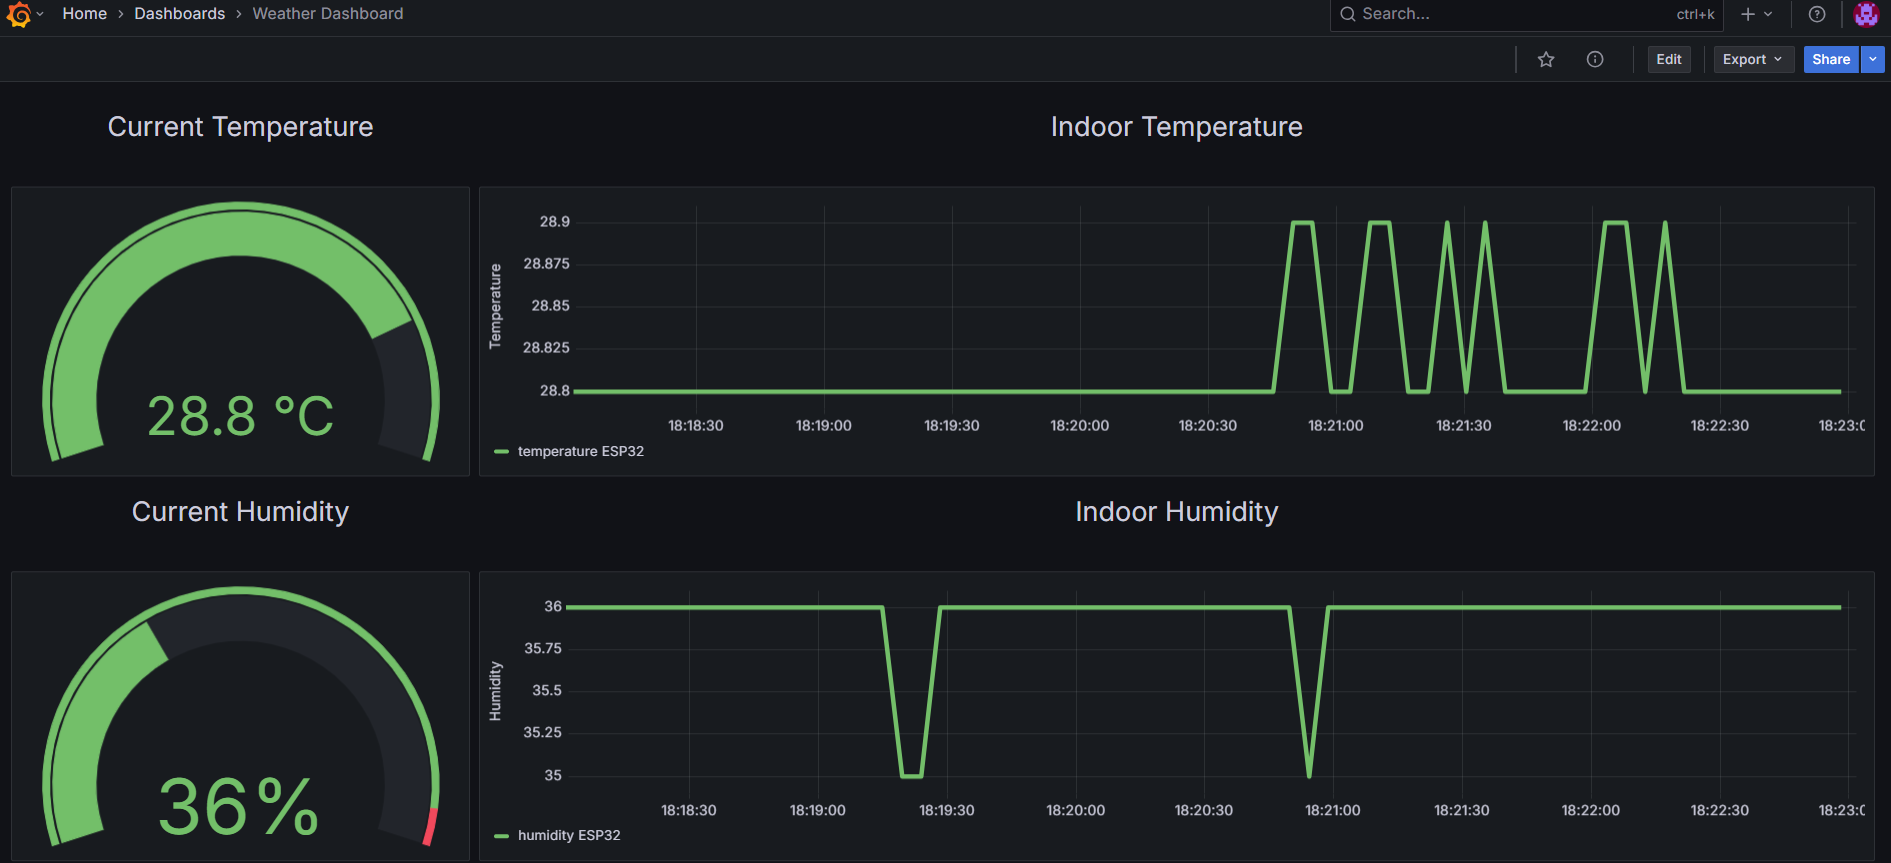 Home > Dashboards > Weather Dashboard
Search... ctrl+k
Edit Export Share
Current Temperature
Indoor Temperature
28.8 °C
Temperature
28.9
28.875
28.85
28.825
28.8
18:18:30 18:19:00 18:19:30 18:20:00 18:20:30 18:21:00 18:21:30 18:22:00 18:22:30 18:23:0
temperature ESP32
Current Humidity
Indoor Humidity
36%
Humidity
36
35.75
35.5
35.25
35
18:18:30 18:19:00 18:19:30 18:20:00 18:20:30 18:21:00 18:21:30 18:22:00 18:22:30 18:23:0
humidity ESP32